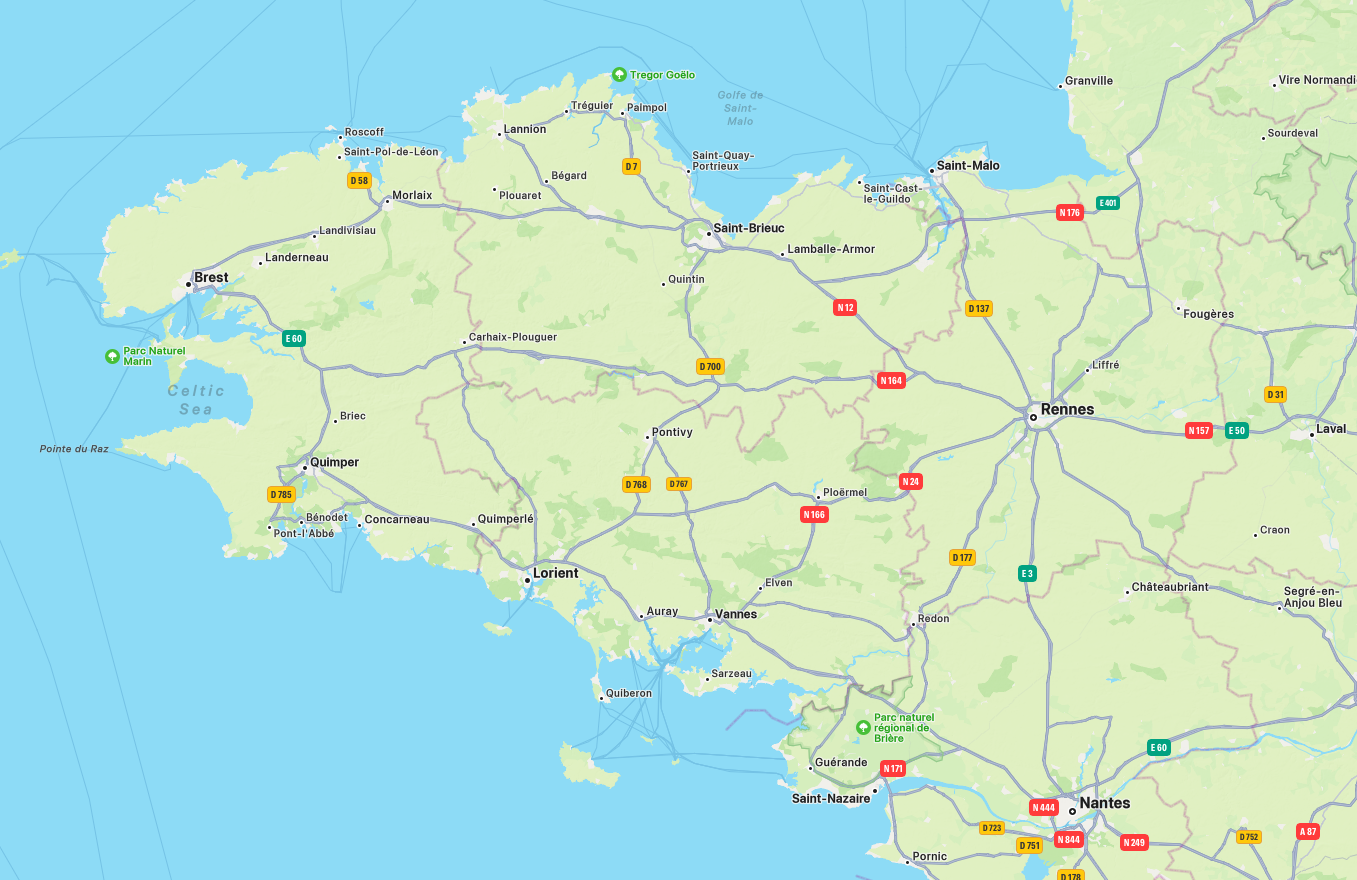 Tregor Goëlo
Granville
Vire Normandi
Golfe de
Saint-
Malo
Tréguier
Paimpol
Roscoff
Lannion
Sourdeval
Saint-Pol-de-Léon
Saint-Quay-
Portrieux
D 7
Saint-Malo
D 58
Bégard
Morlaix
Plouaret
Saint-Cast-
le-Guildo
E 401
N 176
Landivisiau
Saint-Brieuc
Landerneau
Lamballe-Armor
Brest
Quintin
N 12
D 137
Fougères
E 60
Carhaix-Plouguer
Parc Naturel
Marin
D 700
Liffré
N 164
Celtic
Sea
D 31
Briec
Rennes
Pointe du Raz
Pontivy
N 157
E 50
Laval
Quimper
D 768
D 767
N 24
D 785
Ploërmel
N 166
Bénodet
Concarneau
Quimperlé
Pont-l'Abbé
Craon
D 177
Lorient
E 3
Elven
Châteaubriant
Segré-en-
Anjou Bleu
Auray
Vannes
Redon
Sarzeau
Quiberon
Parc naturel
régional de
Brière
E 60
Guérande
N 171
Saint-Nazaire
N 444
Nantes
D 723
N 844
N 249
D 752
A 87
D 751
Pornic
D 178